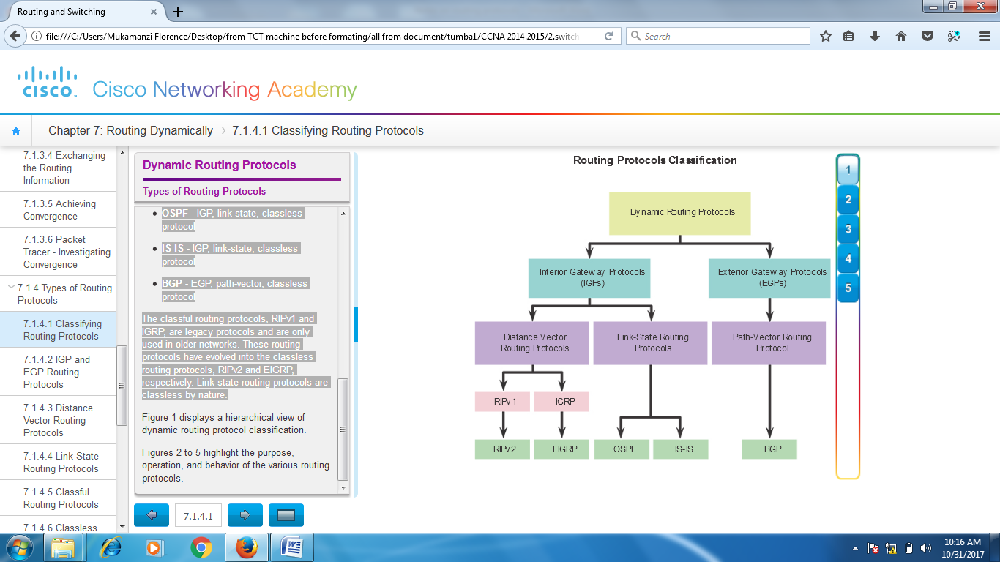 Routing and Switching
file:///C:/Users/Mukamanzi Florence/Desktop/from TCT machine before formating/all from document/tumba1/CCNA 2014.2015/2.switch
Search
CISCO
Cisco Networking Academy
Chapter 7: Routing Dynamically
7.1.4.1 Classifying Routing Protocols
7.1.3.4 Exchanging
the Routing
Information
7.1.3.5 Achieving
Convergence
7.1.3.6 Packet
Tracer - Investigating
Convergence
7.1.4 Types of Routing
Protocols
7.1.4.1 Classifying
Routing Protocols
7.1.4.2 IGP and
EGP Routing
Protocols
7.1.4.3 Distance
Vector Routing
Protocols
7.1.4.4 Link-State
Routing Protocols
7.1.4.5 Classful
Routing Protocols
7.1.4.6 Classless
Dynamic Routing Protocols
Types of Routing Protocols
• OSPF - IGP, link-state, classless
protocol
• IS-IS - IGP, link-state, classless
protocol
• BGP - EGP, path-vector, classless
protocol
The classful routing protocols, RIPv1 and
IGRP, are legacy protocols and are only
used in older networks. These routing
protocols have evolved into the classless
routing protocols, RIPv2 and EIGRP,
respectively. Link-state routing protocols are
classless by nature.
Figure 1 displays a hierarchical view of
dynamic routing protocol classification.
Figures 2 to 5 highlight the purpose,
operation, and behavior of the various routing
protocols.
7.1.4.1
Routing Protocols Classification
Dynamic Routing Protocols
Interior Gateway Protocols
(IGPs)
Exterior Gateway Protocols
(EGPs)
Distance Vector
Routing Protocols
Link-State Routing
Protocols
Path-Vector Routing
Protocol
RIPv1
IGRP
RIPv2
EIGRP
OSPF
IS-IS
BGP
1
2
3
4
5
10:16 AM
10/31/2017